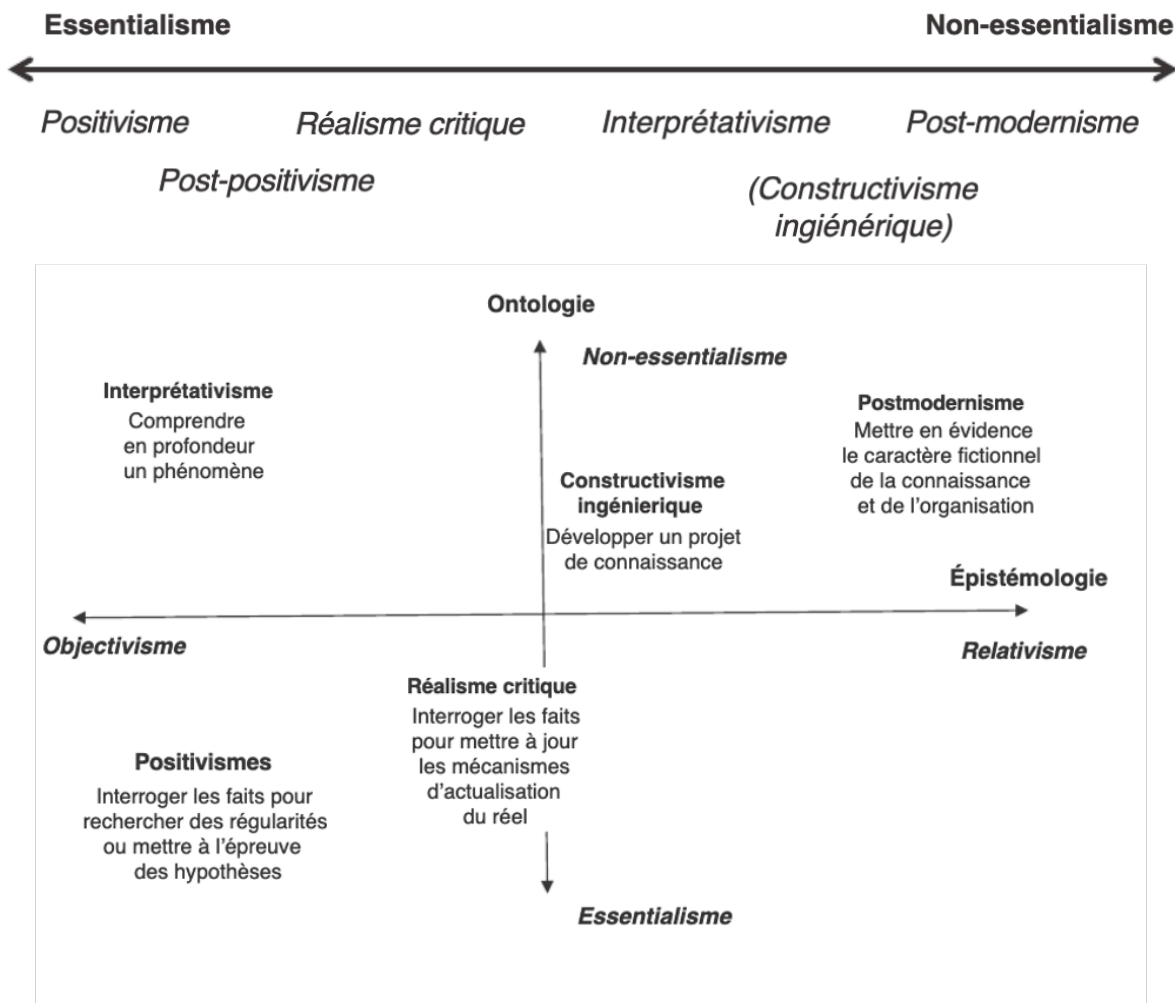 Essentialisme
Non-essentialisme
Positivisme
Réalisme critique
Interprétativisme
Post-modernisme
Post-positivisme
(Constructivisme
ingiénérique)
Ontologie
Non-essentialisme
Interprétativisme
Comprendre
en profondeur
un phénomène
Postmodernisme
Mettre en évidence
le caractère fictionnel
de la connaissance
et de l'organisation
Constructivisme
ingénierique
Développer un projet
de connaissance
Épistémologie
Objectivisme
Relativisme
Réalisme critique
Interroger les faits
pour mettre à jour
les mécanismes
d'actualisation
du réel
Positivismes
Interroger les faits pour
rechercher des régularités
ou mettre à l'épreuve
des hypothèses
Essentialisme